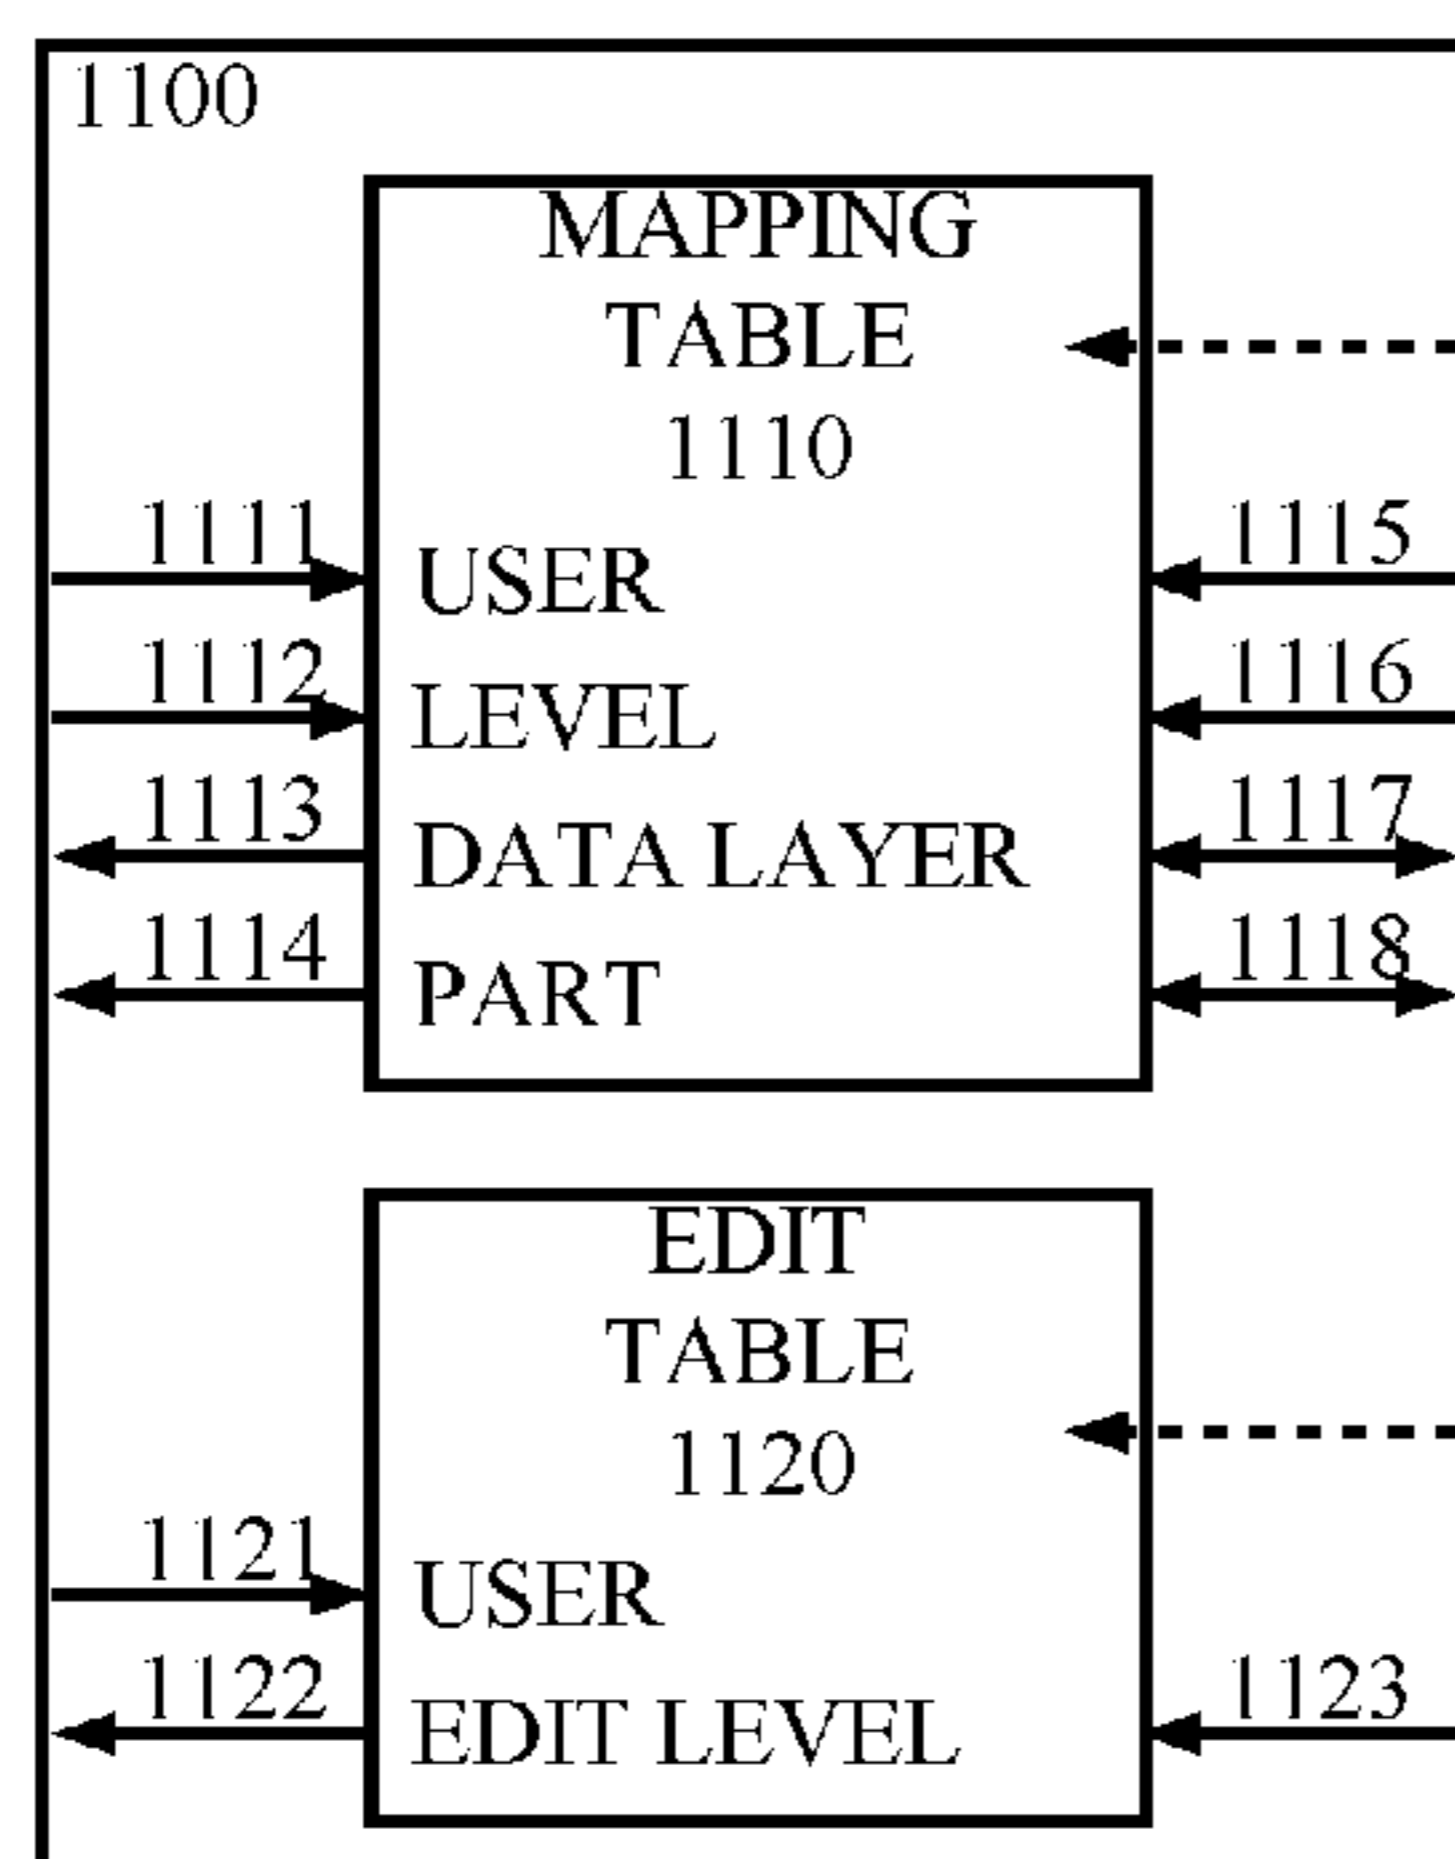 1100
MAPPING
TABLE
1110
1111
1115
USER
1112
1116
LEVEL
1113
1117
DATA LAYER
1114
1118
PART
EDIT
TABLE
1120
1121
USER
1122
1123
EDIT LEVEL